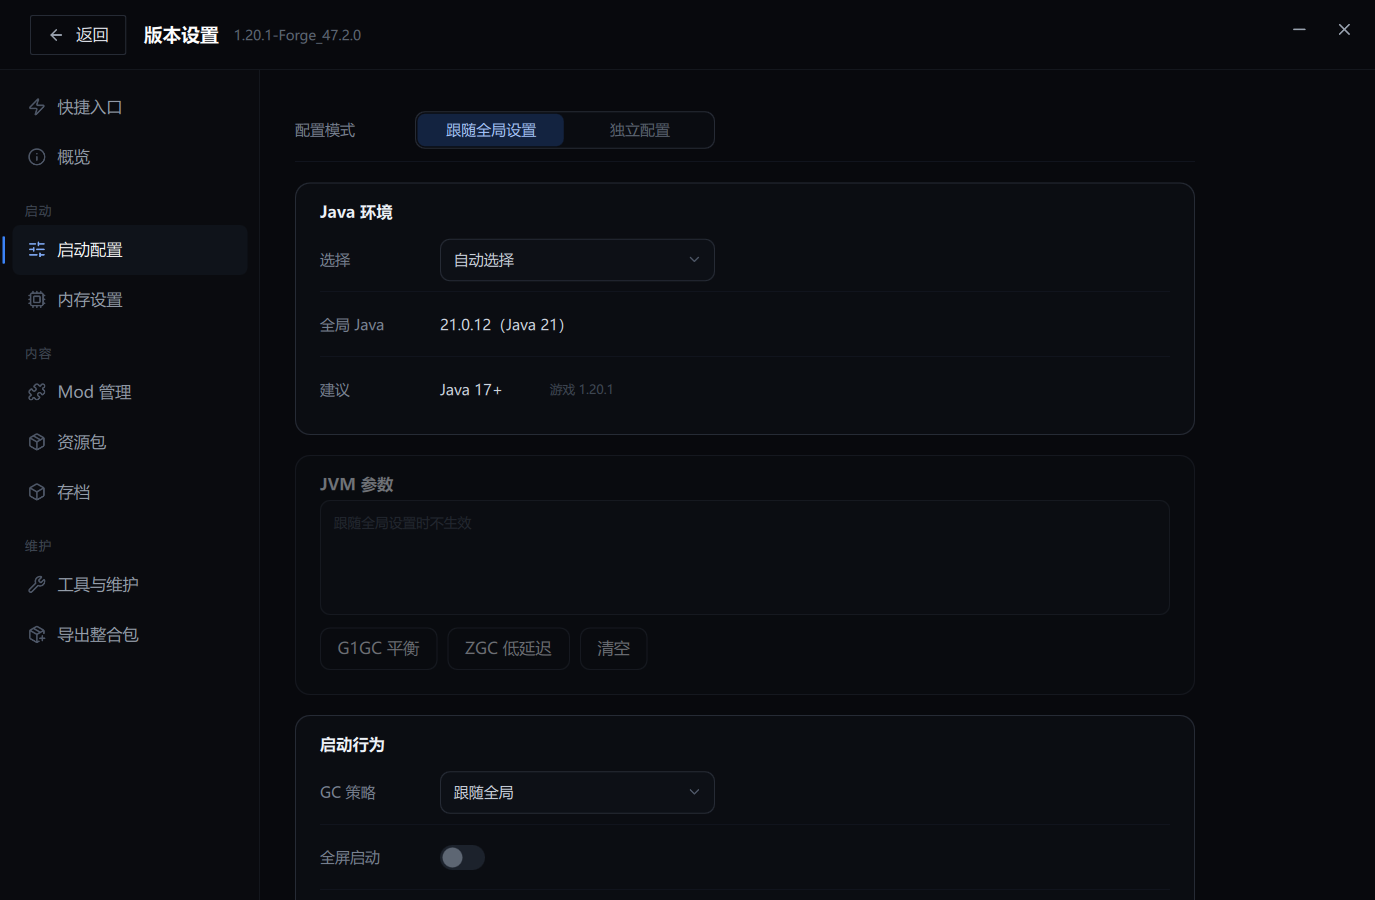 返回 版本设置 1.20.1-Forge_47.2.0
快捷入口
概览
启动
启动配置
内存设置
内容
Mod 管理
资源包
存档
维护
工具与维护
导出整合包
配置模式 跟随全局设置 独立配置
Java 环境
选择 自动选择
全局 Java 21.0.12（Java 21）
建议 Java 17+ 游戏 1.20.1
JVM 参数
跟随全局设置时不生效
G1GC 平衡 ZGC 低延迟 清空
启动行为
GC 策略 跟随全局
全屏启动